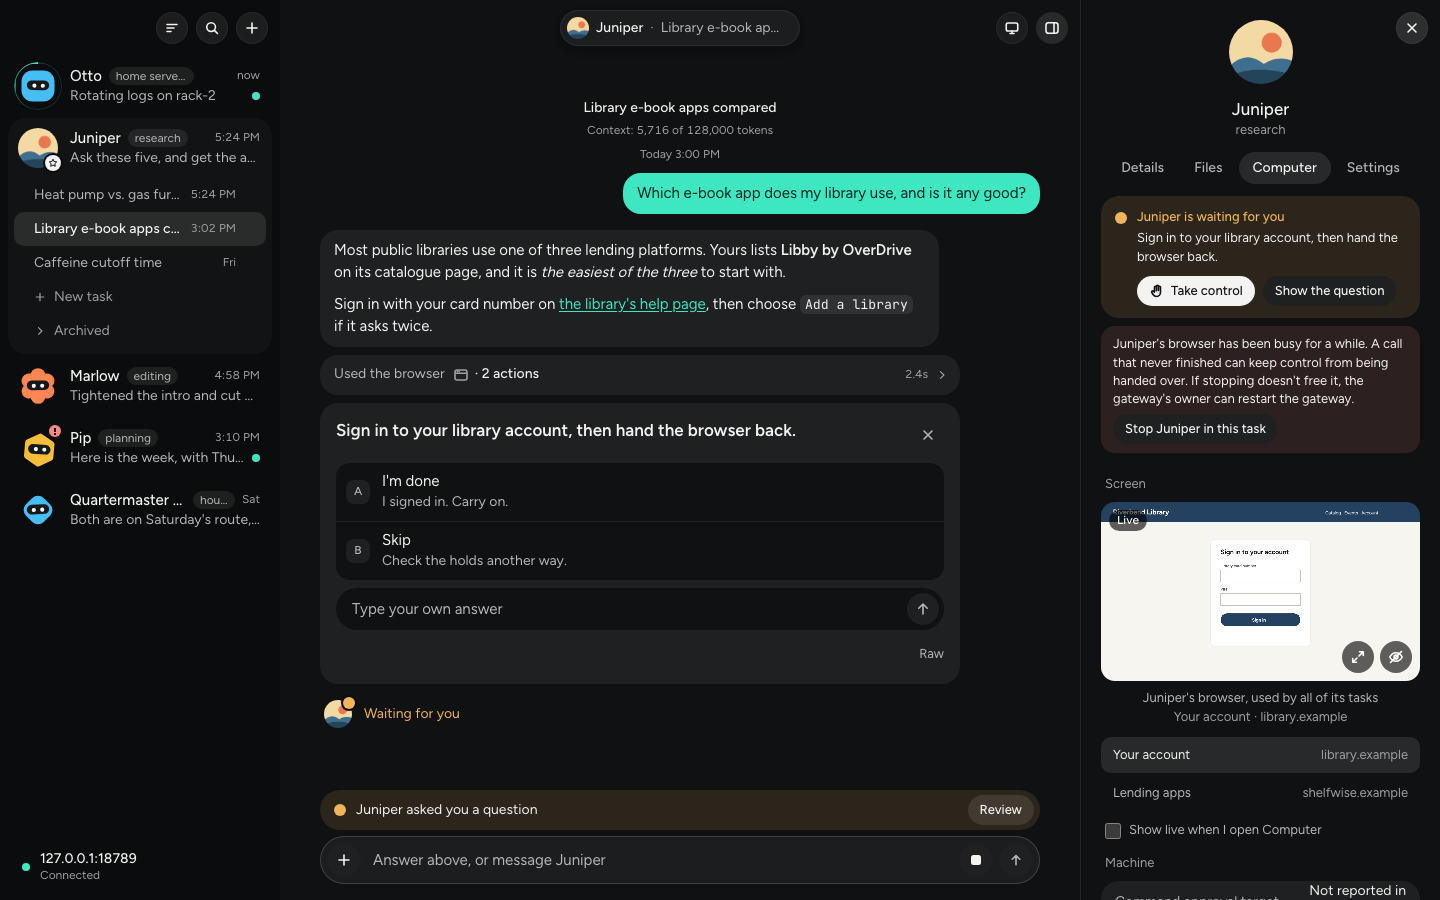 Otto
home serve...
now
Rotating logs on rack-2
Juniper
research
5:24 PM
Ask these five, and get the a...
Heat pump vs. gas fur...
5:24 PM
Library e-book apps c...
3:02 PM
Caffeine cutoff time
Fri
New task
Archived
Marlow
editing
4:58 PM
Tightened the intro and cut ...
Pip
planning
3:10 PM
Here is the week, with Thu...
Quartermaster ...
hou...
Sat
Both are on Saturday's route,...
127.0.0.1:18789
Connected
Juniper · Library e-book ap...
Library e-book apps compared
Context: 5,716 of 128,000 tokens
Today 3:00 PM
Which e-book app does my library use, and is it any good?
Most public libraries use one of three lending platforms. Yours lists Libby by OverDrive
on its catalogue page, and it is the easiest of the three to start with.
Sign in with your card number on the library's help page, then choose Add a library
if it asks twice.
Used the browser · 2 actions
2.4s
Sign in to your library account, then hand the browser back.
A
I'm done
I signed in. Carry on.
B
Skip
Check the holds another way.
Type your own answer
Raw
Waiting for you
Juniper asked you a question
Review
Answer above, or message Juniper
Juniper
research
Details
Files
Computer
Settings
Juniper is waiting for you
Sign in to your library account, then hand the
browser back.
Take control
Show the question
Juniper's browser has been busy for a while. A call
that never finished can keep control from being
handed over. If stopping doesn't free it, the
gateway's owner can restart the gateway.
Stop Juniper in this task
Screen
Live
Library
Catalog Events Account
Sign in to your account
Sign in
Juniper's browser, used by all of its tasks
Your account · library.example
Your account
library.example
Lending apps
shelfwise.example
Show live when I open Computer
Machine
Not reported in